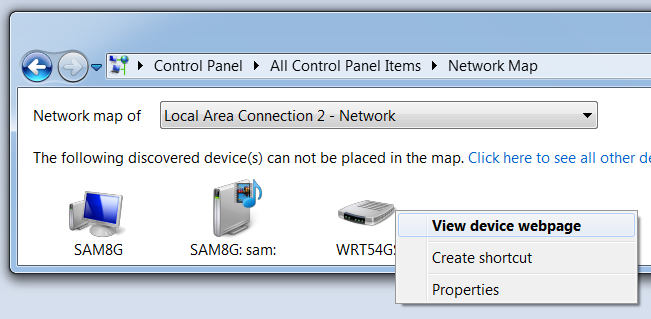 Control Panel All Control Panel Items Network Map
Network map of Local Area Connection 2 - Network
The following discovered device(s) can not be placed in the map. Click here to see all other de
SAM8G SAM8G: sam: WRT54GS
View device webpage
Create shortcut
Properties